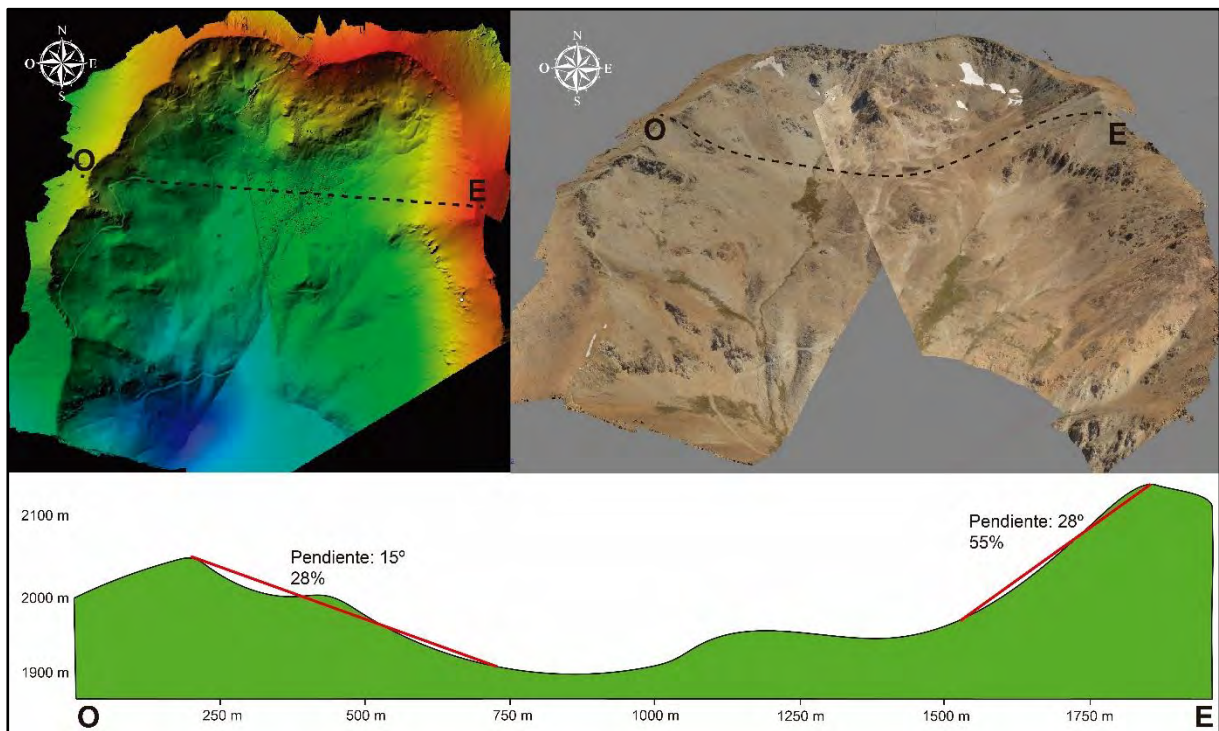 N
O E
S
N
O E
S
O
E
O
E
2100 m
2000 m
1900 m
Pendiente: 15º
28%
Pendiente: 28º
55%
O
250 m
500 m
750 m
1000 m
1250 m
1500 m
1750 m
E